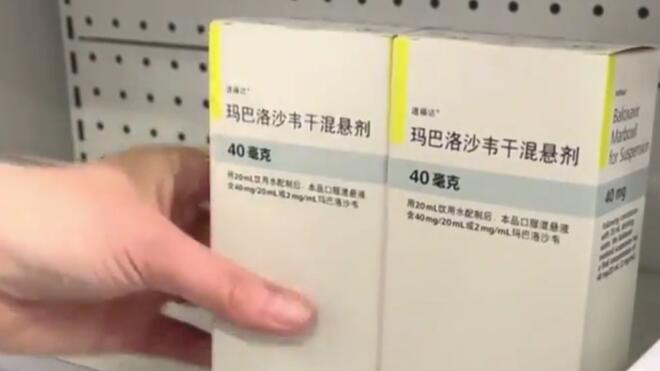 速福达®
玛巴洛沙韦干混悬剂
40 毫克
用20mL饮用水配制后，本品口服混悬液
含40mg/20mL或2mg/mL玛巴洛沙韦
速福达®
玛巴洛沙韦干混悬剂
40 毫克
用20mL饮用水配制后，本品口服混悬液
含40mg/20mL或2mg/mL玛巴洛沙韦
Baloxavir
Marboxil
for Suspension
40 mg